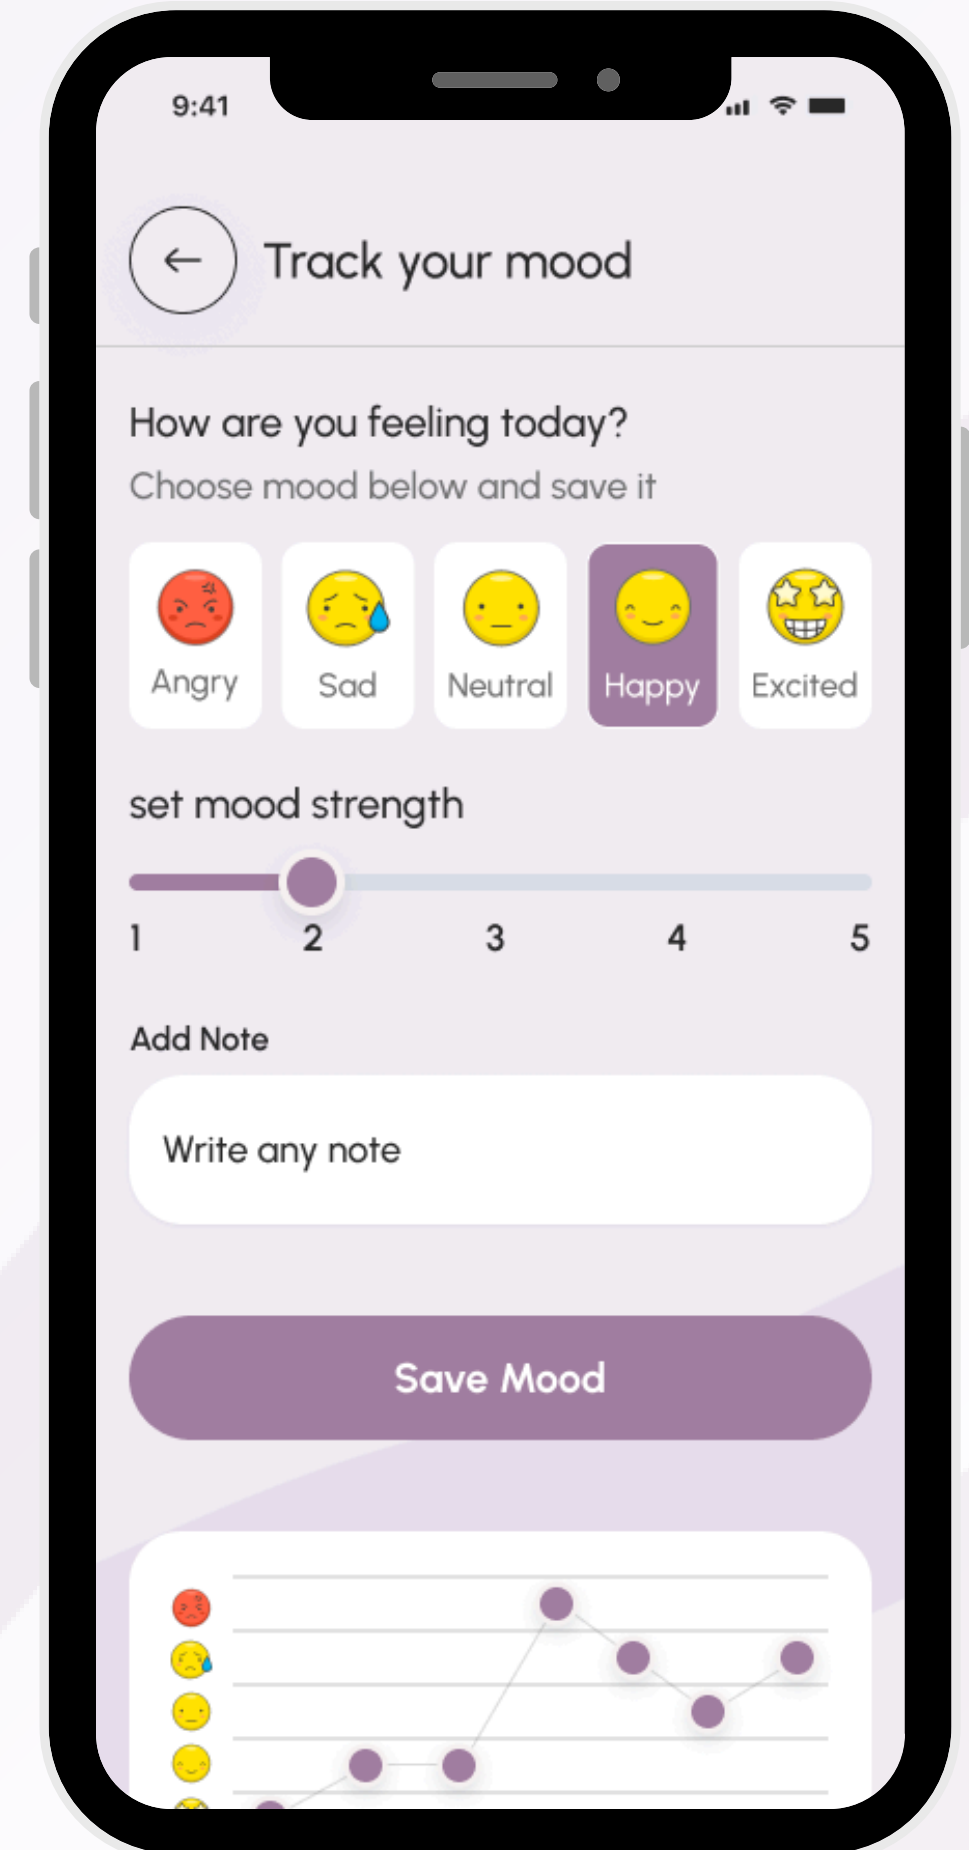 9:41
Track your mood
How are you feeling today?
Choose mood below and save it
Angry Sad Neutral Happy Excited
set mood strength
1 2 3 4 5
Add Note
Write any note
Save Mood